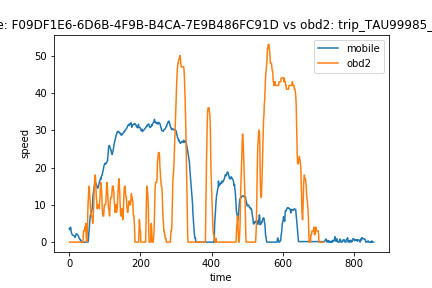 e: F09DF1E6-6D6B-4F9B-B4CA-7E9B486FC91D vs obd2: trip_TAU99985_
mobile
obd2
50
40
30
20
10
0
speed
0 200 400 600 800
time